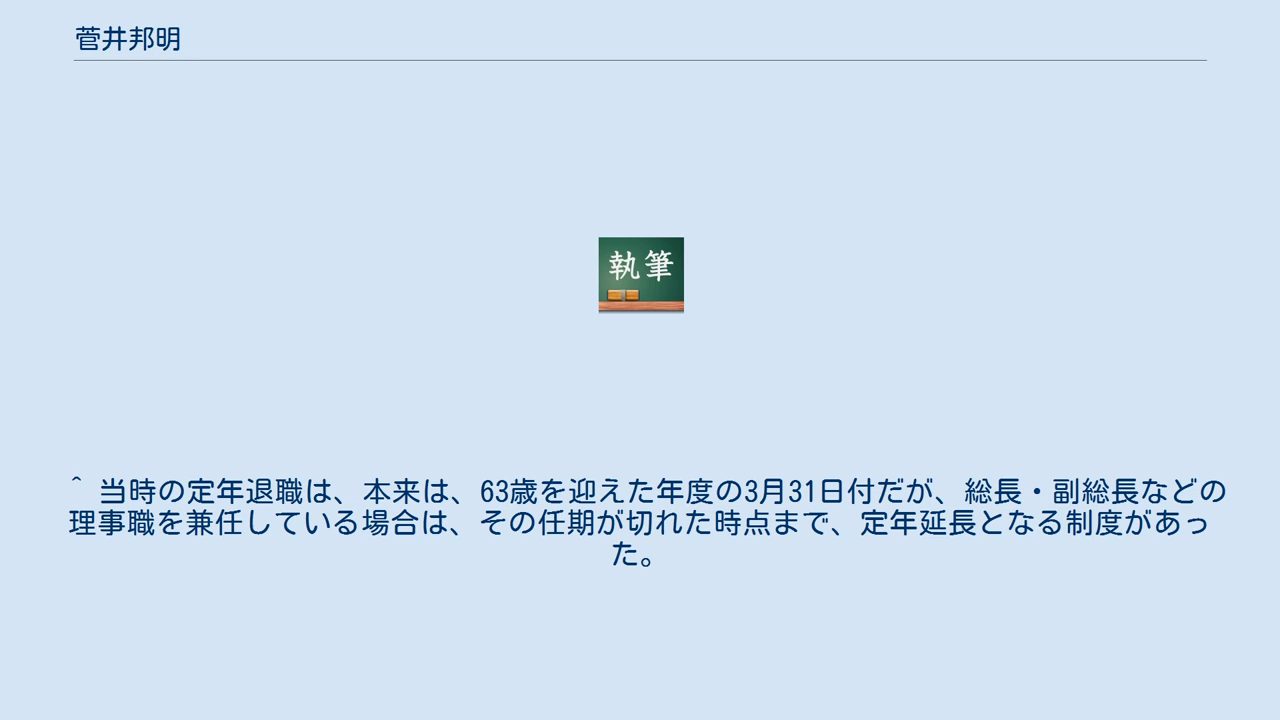 菅井邦明
執筆
^ 当時の定年退職は、本来は、63歳を迎えた年度の3月31日付だが、総長・副総長などの
理事職を兼任している場合は、その任期が切れた時点まで、定年延長となる制度があっ
た。